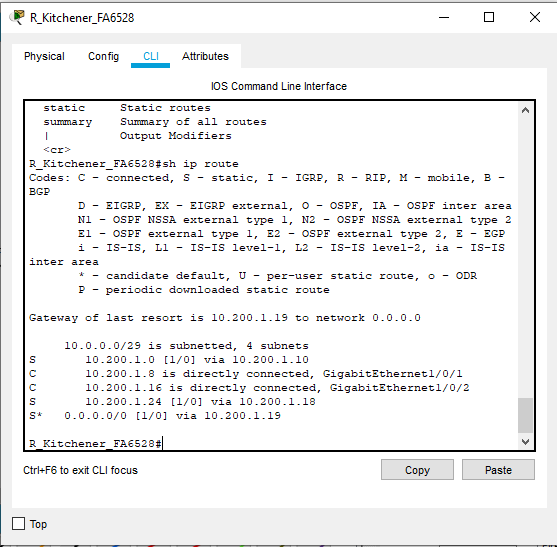 R_Kitchener_FA6528
Physical Config CLI Attributes
IOS Command Line Interface
static Static routes
summary Summary of all routes
| Output Modifiers
<cr>
R_Kitchener_FA6528#sh ip route
Codes: C - connected, S - static, I - IGRP, R - RIP, M - mobile, B -
BGP
D - EIGRP, EX - EIGRP external, O - OSPF, IA - OSPF inter area
N1 - OSPF NSSA external type 1, N2 - OSPF NSSA external type 2
E1 - OSPF external type 1, E2 - OSPF external type 2, E - EGP
i - IS-IS, L1 - IS-IS level-1, L2 - IS-IS level-2, ia - IS-IS
inter area
* - candidate default, U - per-user static route, o - ODR
P - periodic downloaded static route
Gateway of last resort is 10.200.1.19 to network 0.0.0.0
10.0.0.0/29 is subnetted, 4 subnets
S 10.200.1.0 [1/0] via 10.200.1.10
C 10.200.1.8 is directly connected, GigabitEthernet1/0/1
C 10.200.1.16 is directly connected, GigabitEthernet1/0/2
S 10.200.1.24 [1/0] via 10.200.1.18
S* 0.0.0.0/0 [1/0] via 10.200.1.19
R_Kitchener_FA6528#
Ctrl+F6 to exit CLI focus
Copy Paste
Top